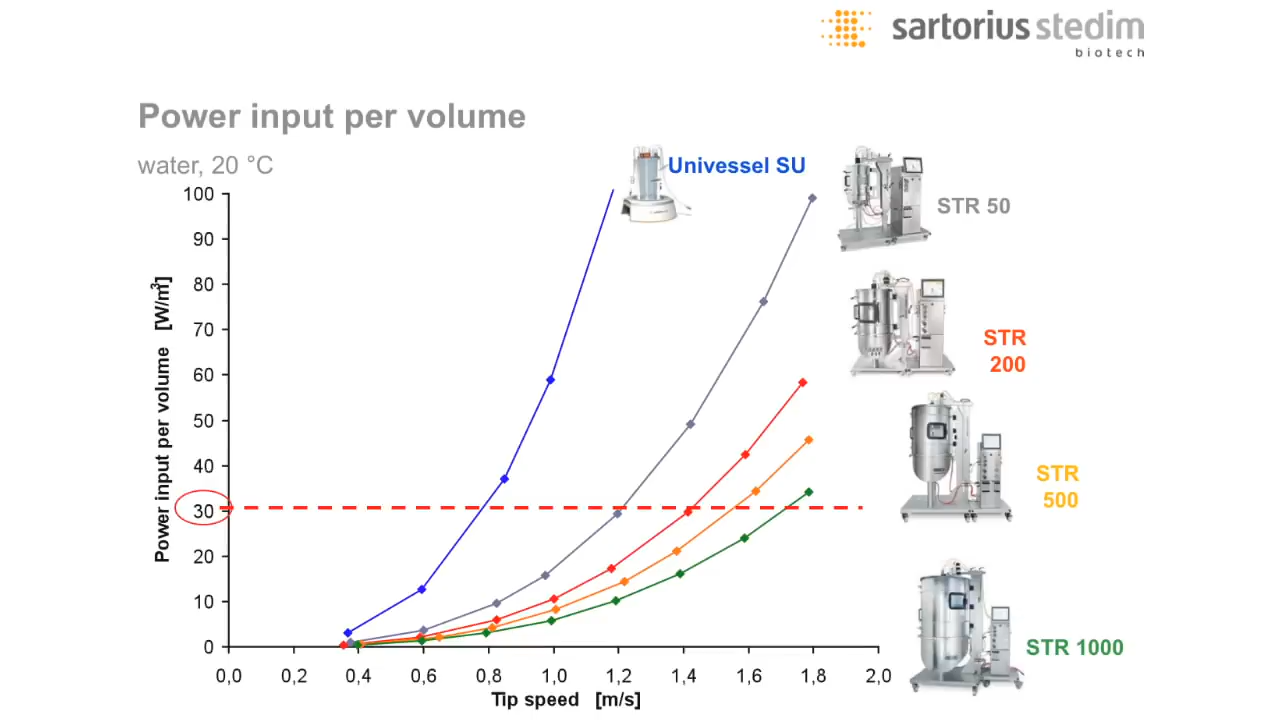 sartorius stedim
biotech
Power input per volume
water, 20 °C
Univessel SU
STR 50
STR
200
STR
500
STR 1000
Power input per volume [W/m³]
100
90
80
70
60
50
40
30
20
10
0
0,0 0,2 0,4 0,6 0,8 1,0 1,2 1,4 1,6 1,8 2,0
Tip speed [m/s]